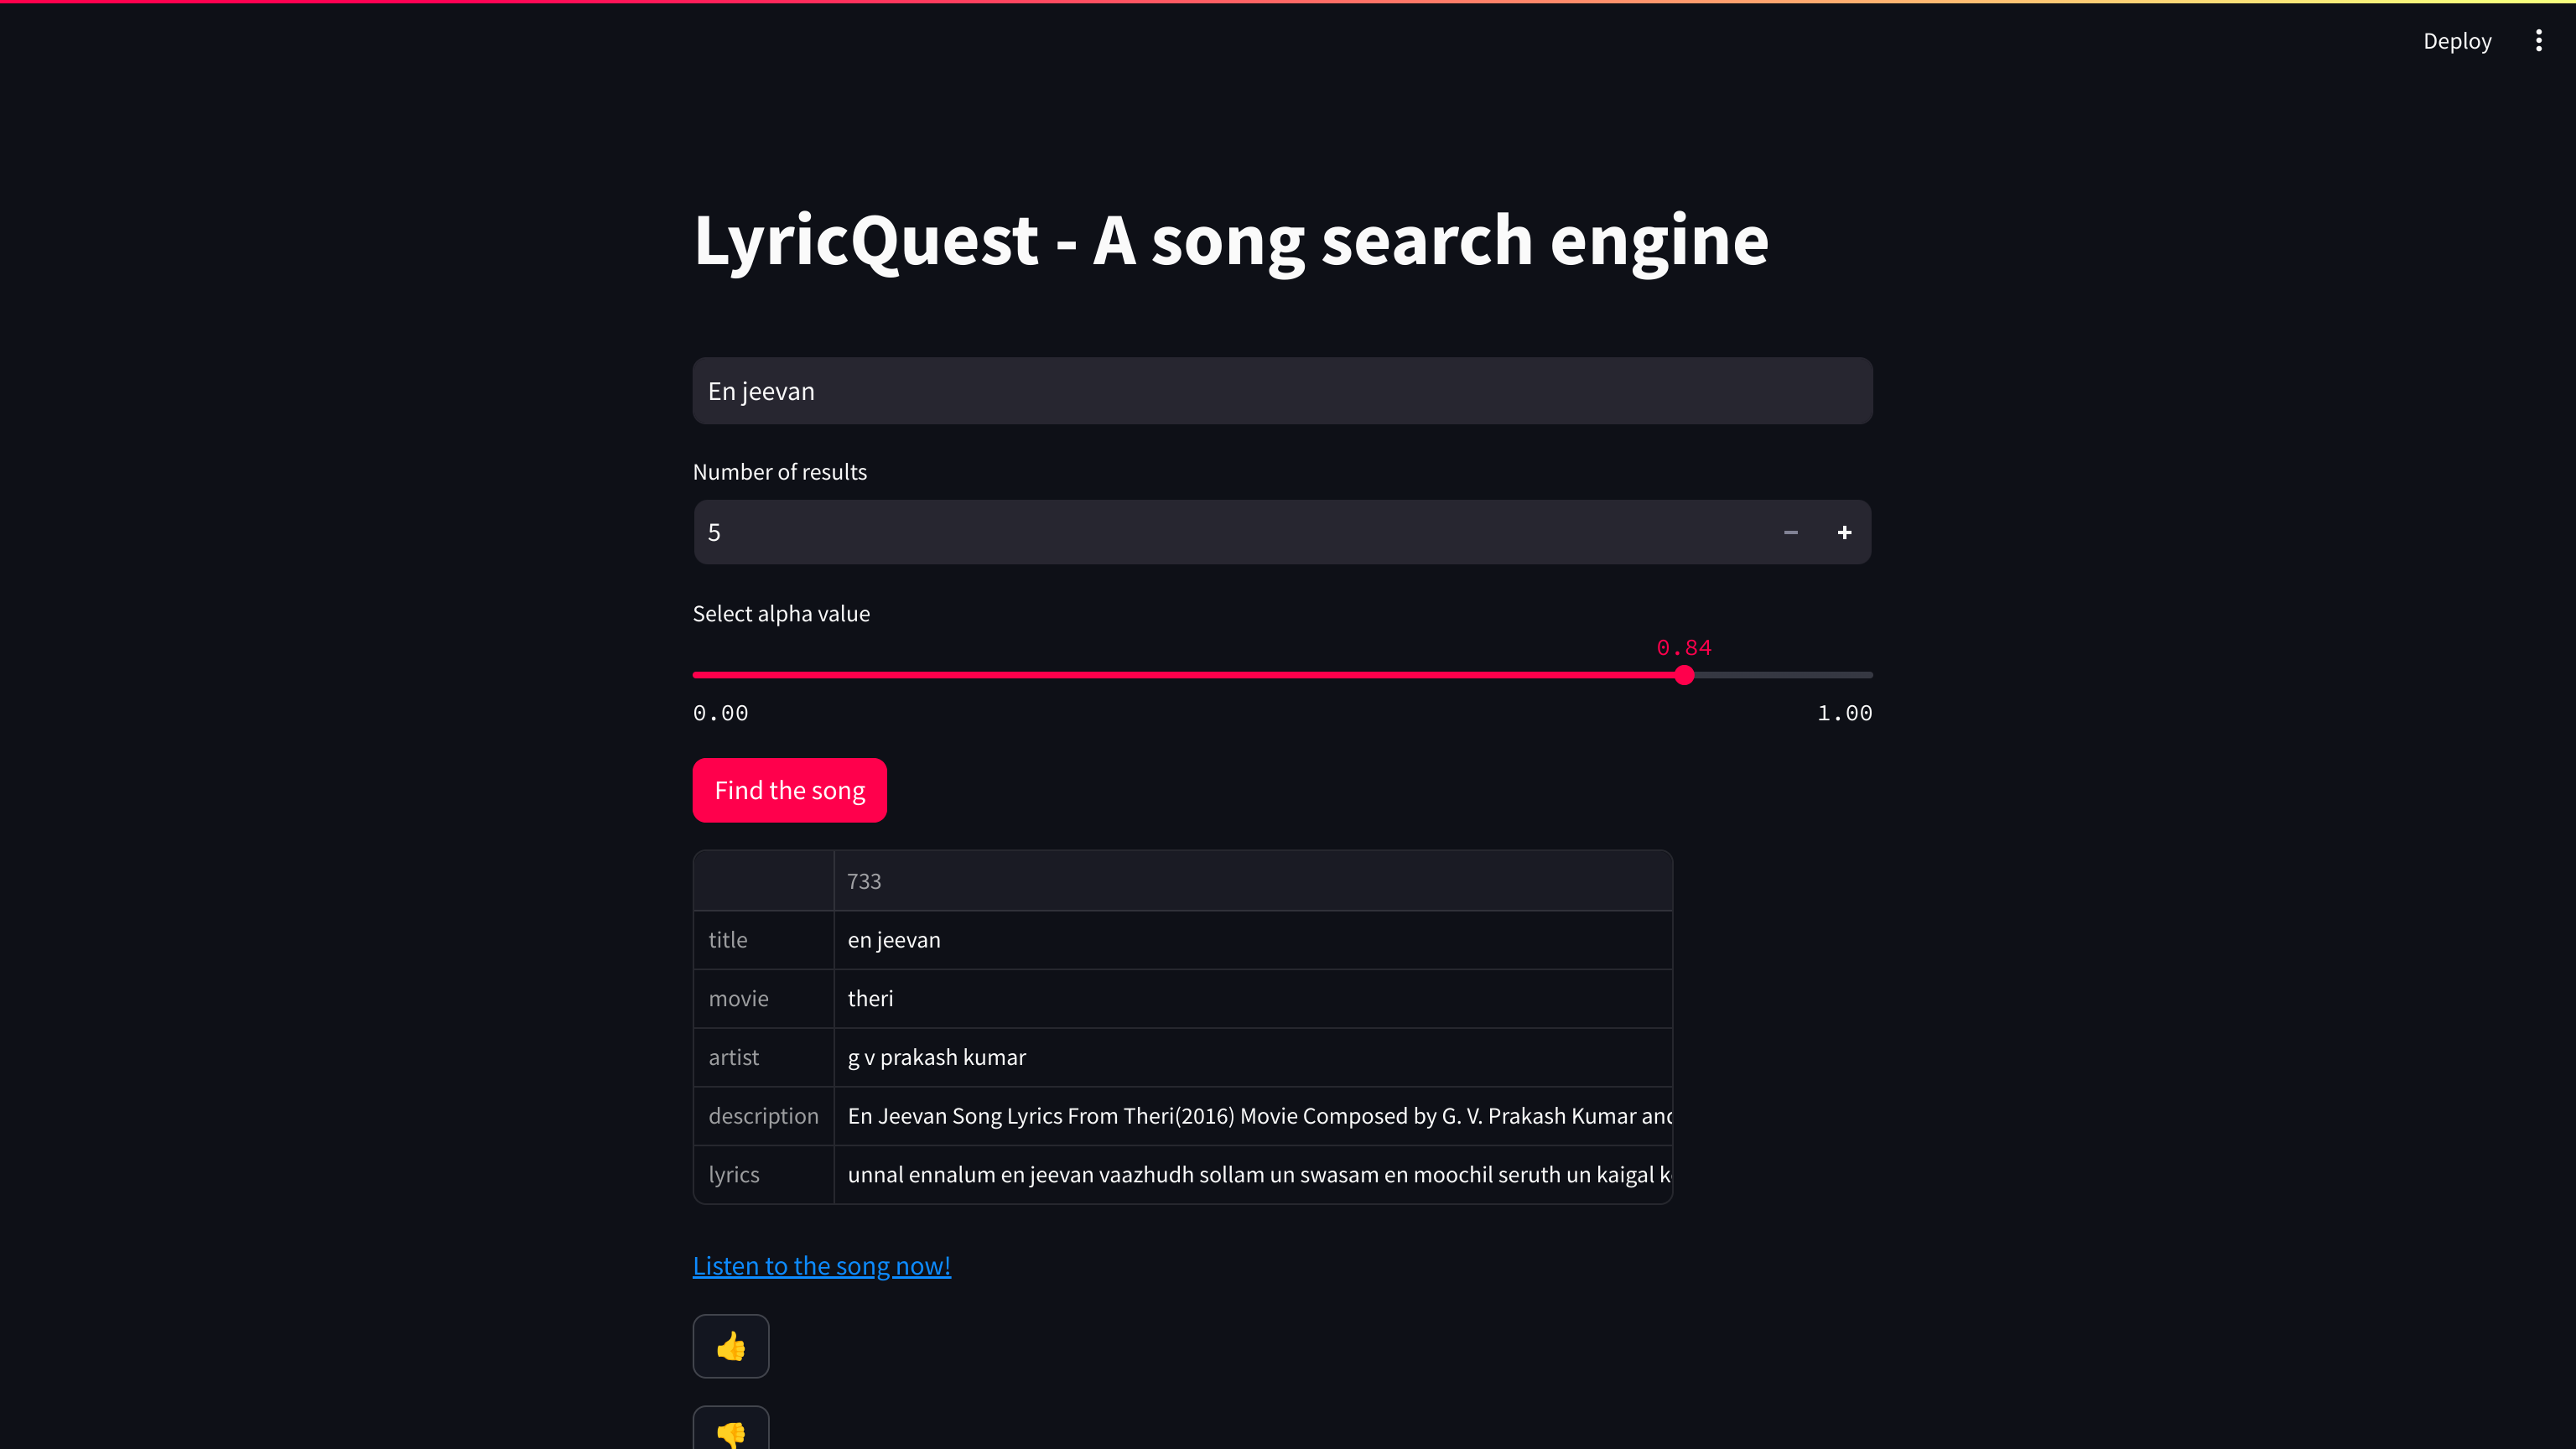 Deploy
LyricQuest - A song search engine
En jeevan
Number of results
5
Select alpha value
0.84
0.00 1.00
Find the song
733
title en jeevan
movie theri
artist g v prakash kumar
description En Jeevan Song Lyrics From Theri(2016) Movie Composed by G. V. Prakash Kumar and
lyrics unnal ennalum en jeevan vaazhudh sollam un swasam en moochil seruth un kaigal
Listen to the song now!